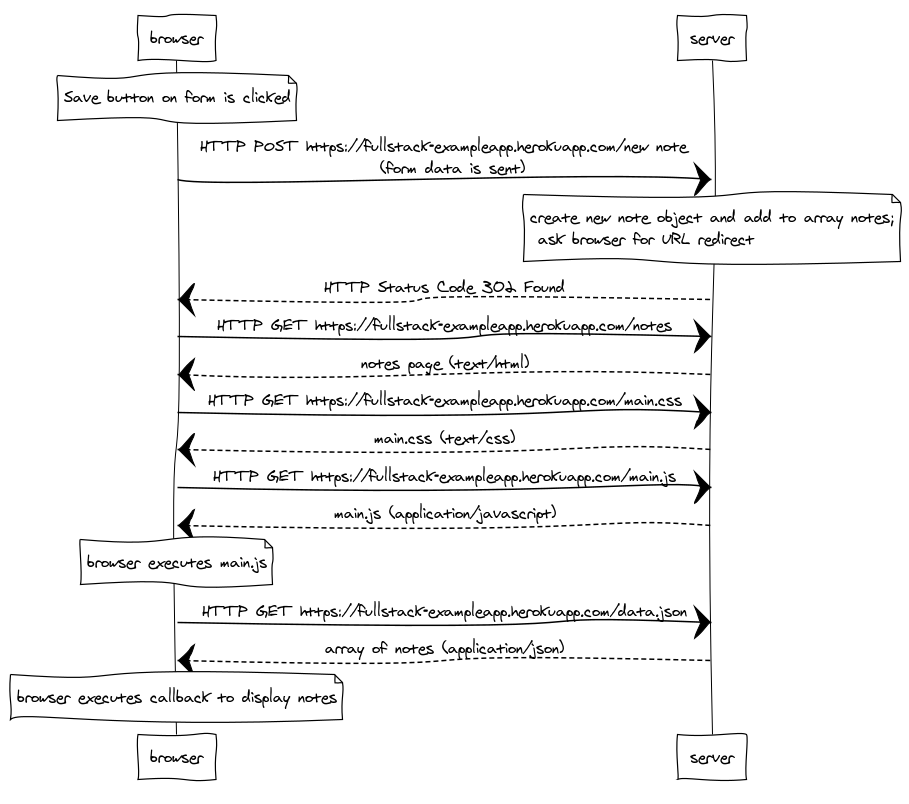 browser server
Save button on form is clicked
HTTP POST https://fullstack-exampleapp.herokuapp.com/new note
(form data is sent)
create new note object and add to array notes;
ask browser for URL redirect
HTTP Status Code 302 Found
HTTP GET https://fullstack-exampleapp.herokuapp.com/notes
notes page (text/html)
HTTP GET https://fullstack-exampleapp.herokuapp.com/main.css
main.css (text/css)
HTTP GET https://fullstack-exampleapp.herokuapp.com/main.js
main.js (application/javascript)
browser executes main.js
HTTP GET https://fullstack-exampleapp.herokuapp.com/data.json
array of notes (application/json)
browser executes callback to display notes
browser server